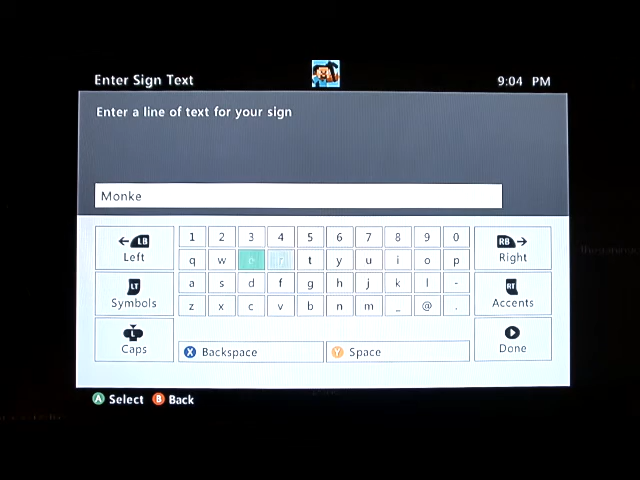 Enter Sign Text
9:04 PM
Enter a line of text for your sign
Monke
LB
Left
1 2 3 4 5 6 7 8 9 0
RB
Right
q w e r t y u i o p
LT
Symbols
a s d f g h j k l -
RT
Accents
z x c v b n m _ @ .
L
Caps
X Backspace
Y Space
Done
A Select B Back